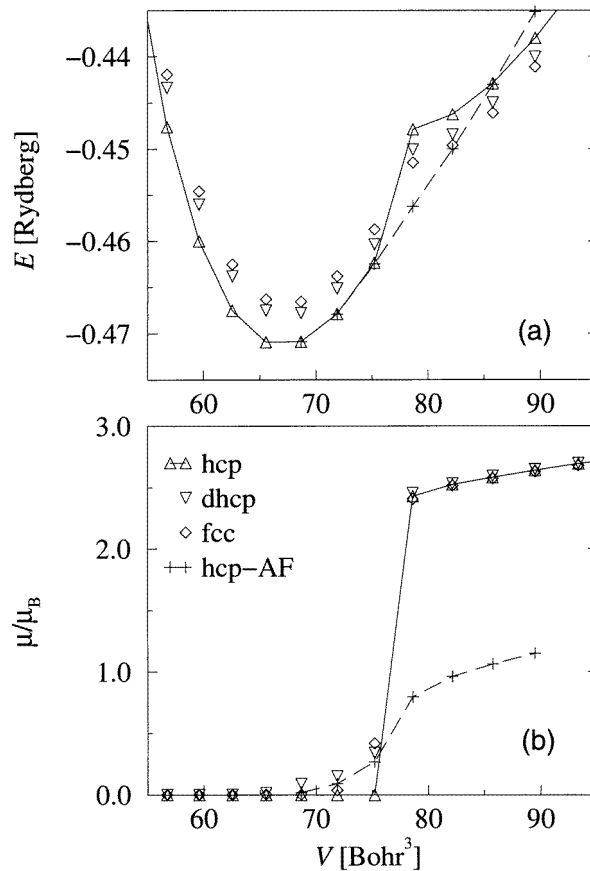 −0.44
−0.45
−0.46
−0.47
E [Rydberg]
(a)
60 70 80 90
3.0
2.0
1.0
0.0
μ/μB
hcp
dhcp
fcc
hcp−AF
(b)
60 70 80 90
V [Bohr³]